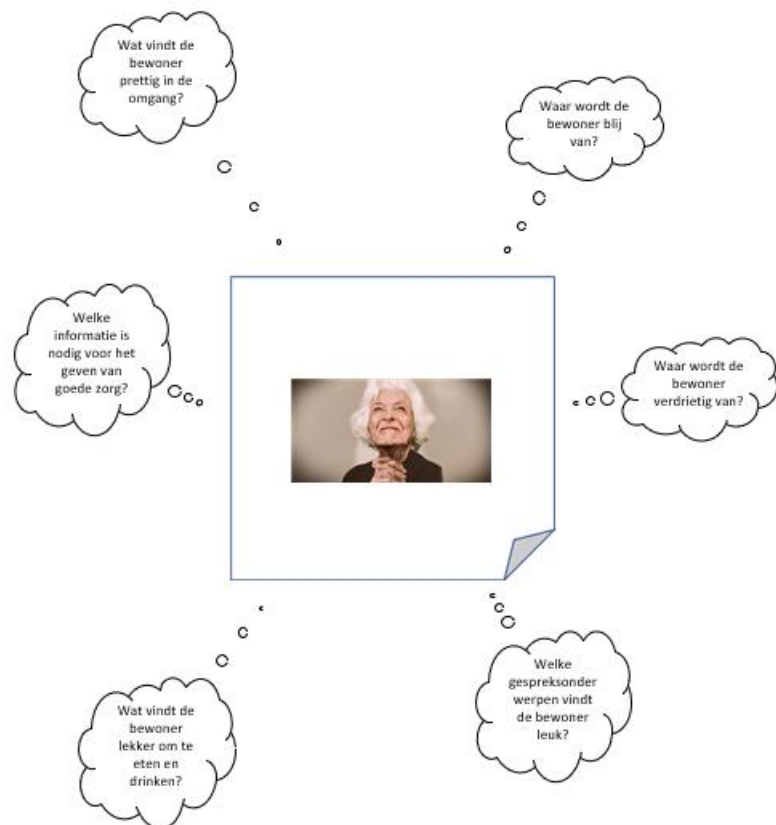 Wat vindt de
bewoner
prettig in de
omgang?
Waar wordt de
bewoner blij
van?
Welke
informatie is
nodig voor het
geven van
goede zorg?
Waar wordt de
bewoner
verdrietig van?
Welke
gespreksonder
werpen vindt
de bewoner
leuk?
Wat vindt de
bewoner
lekker om te
eten en
drinken?